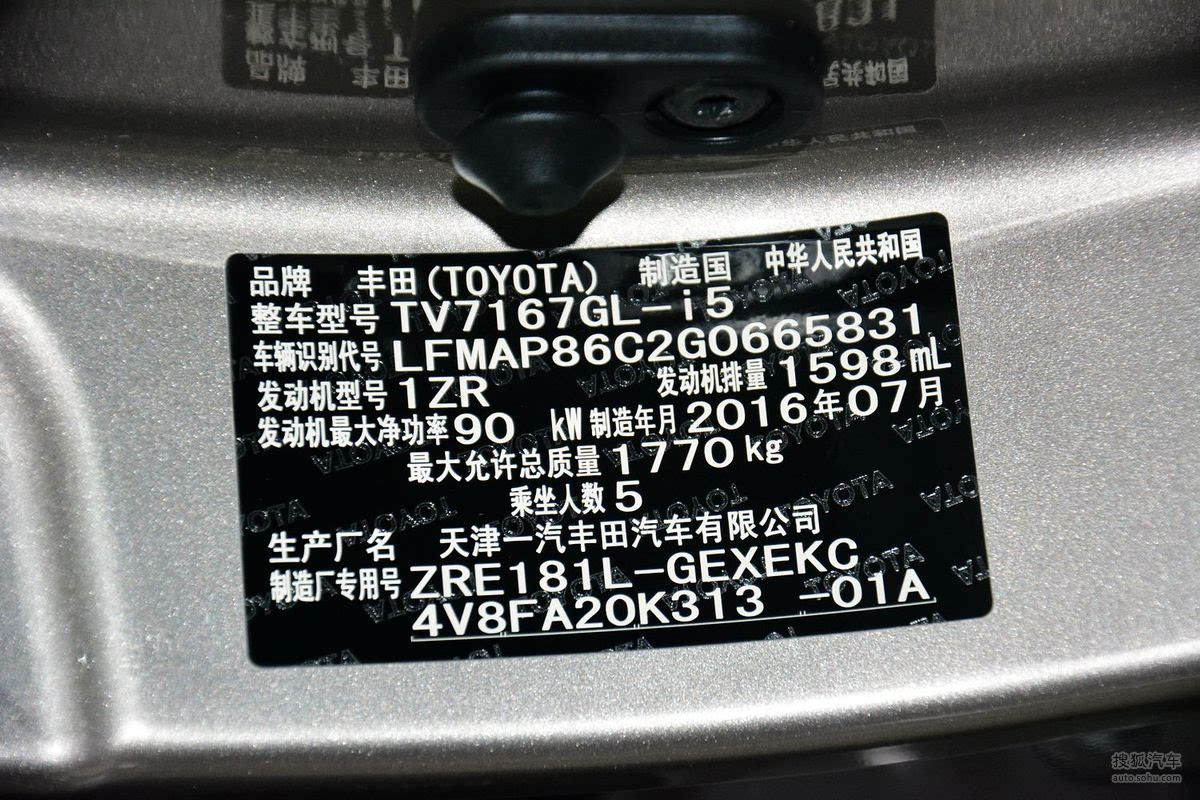 品牌 丰田(TOYOTA) 制造国 中华人民共和国
整车型号 TV7167GL-i5
车辆识别代号 LFMAP86C2G0665831
发动机型号 1ZR 发动机排量 1598 mL
发动机最大净功率 90 kW 制造年月 2016年07月
最大允许总质量 1770 kg
乘坐人数 5
生产厂名 天津一汽丰田汽车有限公司
制造厂专用号 ZRE181L-GEXEKC
4V8FA20K313 -01A
搜狐汽车
auto.sohu.com